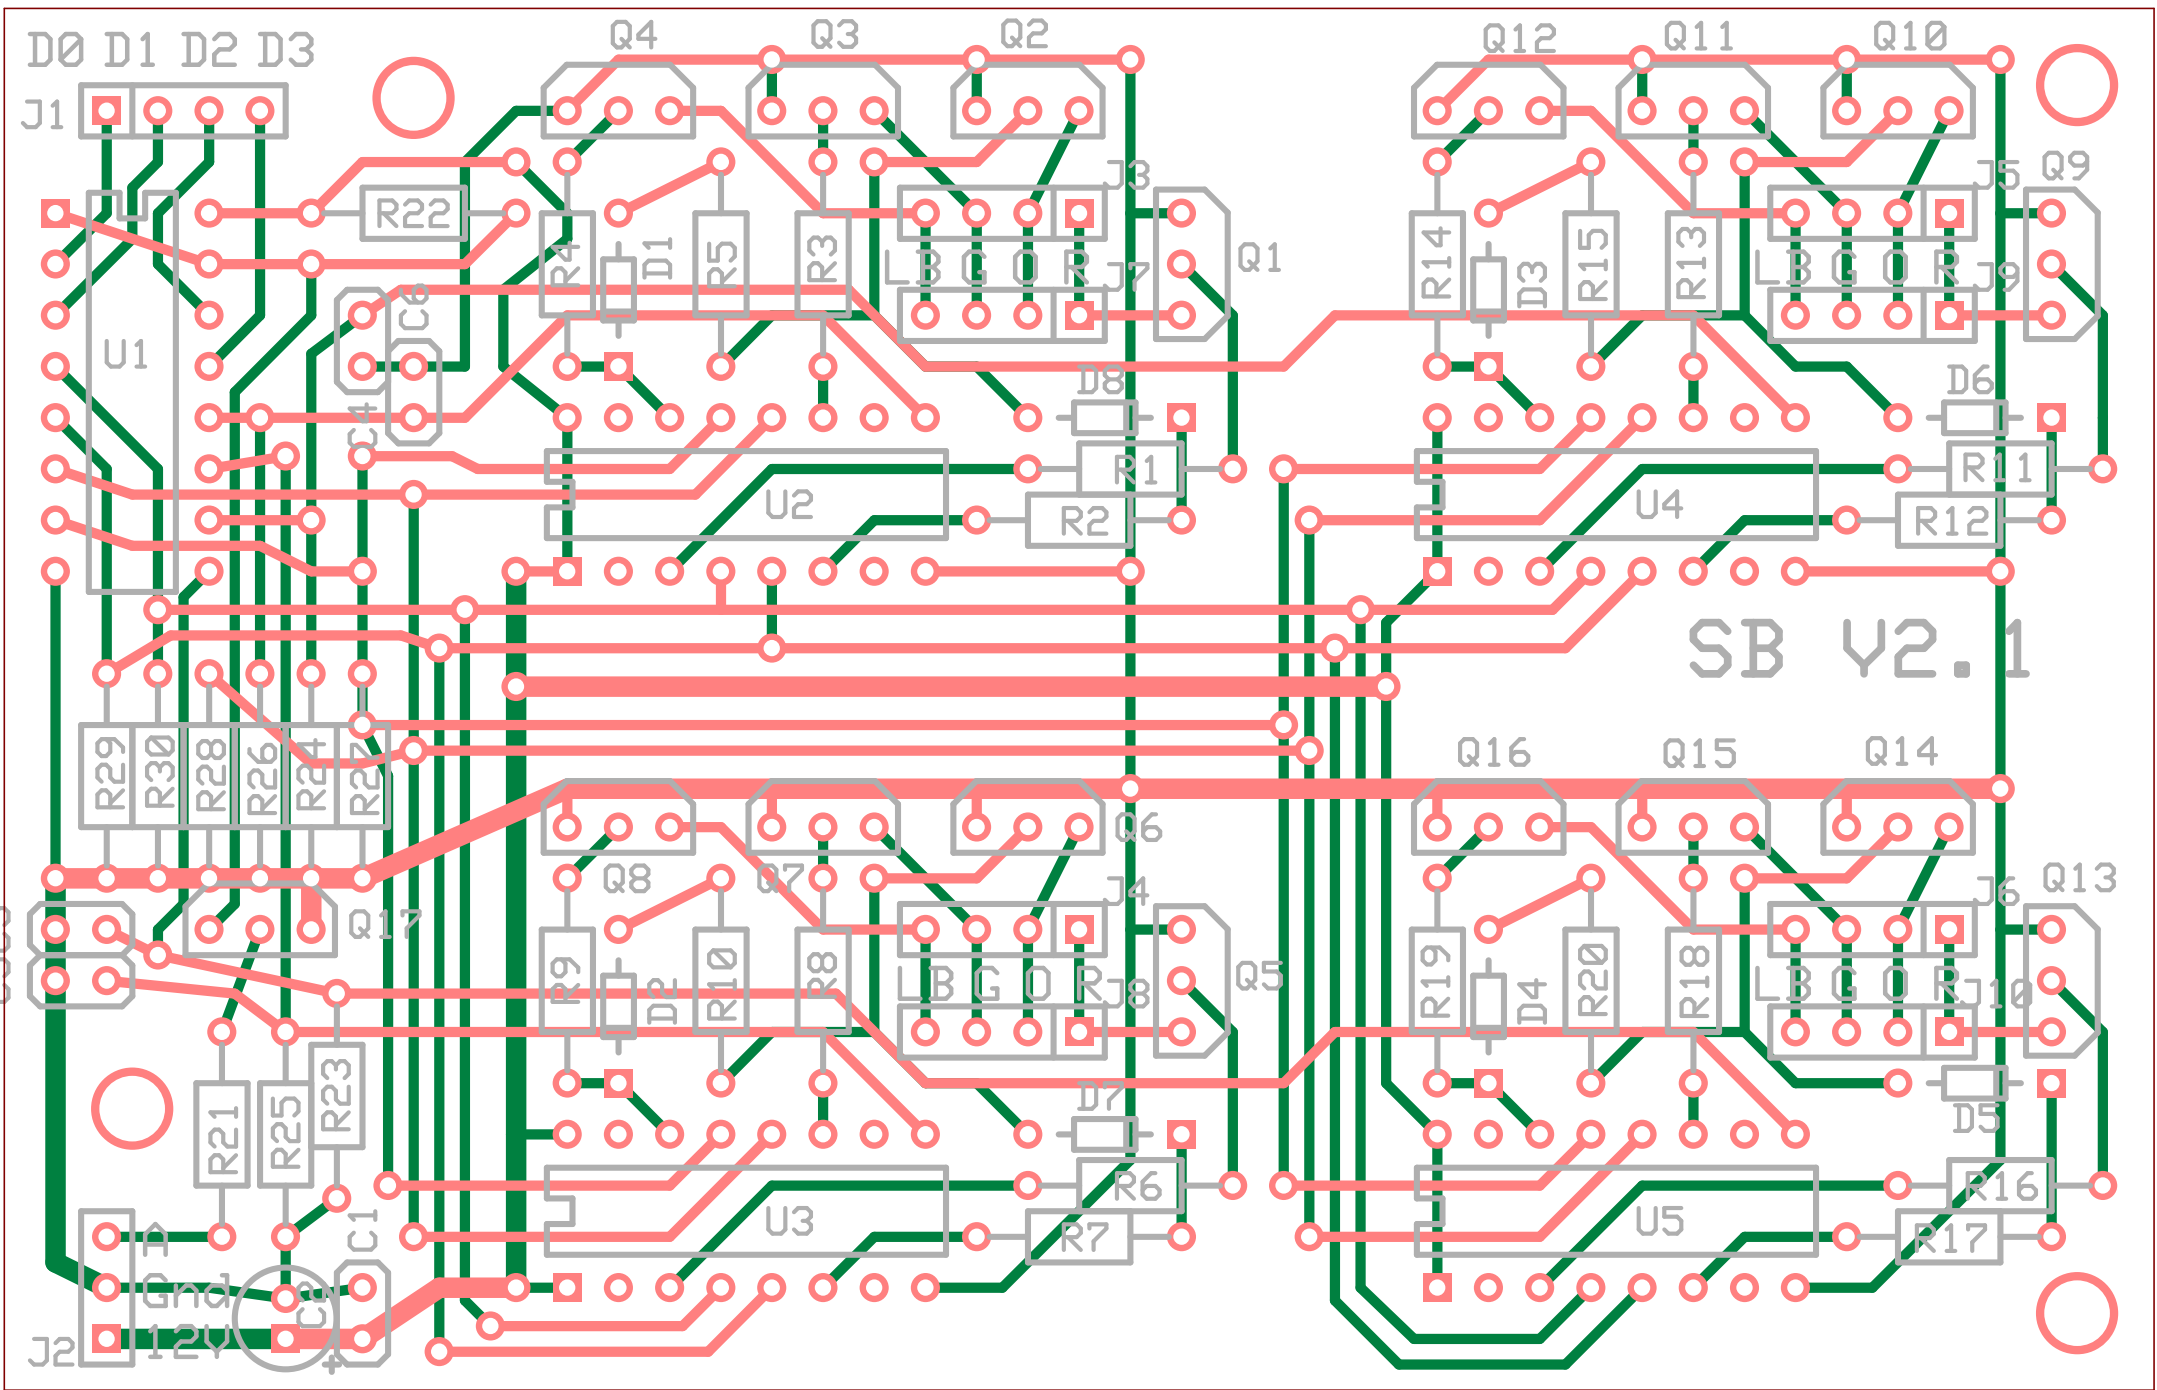 D0 D1 D2 D3
Q4 Q3 Q2 Q12 Q11 Q10
J1
J3 J5 Q9
R22
R4 D1 R5 R3 Q1 R14 D3 R15 R13
L B G O R J7 L B G O R J9
C6
U1
D8 D6
C4
R1 R11
U2 R2 U4 R12
SB V2.1
R29 R30 R28 R26 R24 R27
Q16 Q15 Q14
Q6
Q8 Q7 J4 J6 Q13
Q17
R9 D2 R10 R8 Q5 R19 D4 R20 R18
L B G O R J8 L B G O R J10
R23
D7 D5
R21 R25
R6 R16
A C1 U3 R7 U5 R17
Gnd
J2 12V +